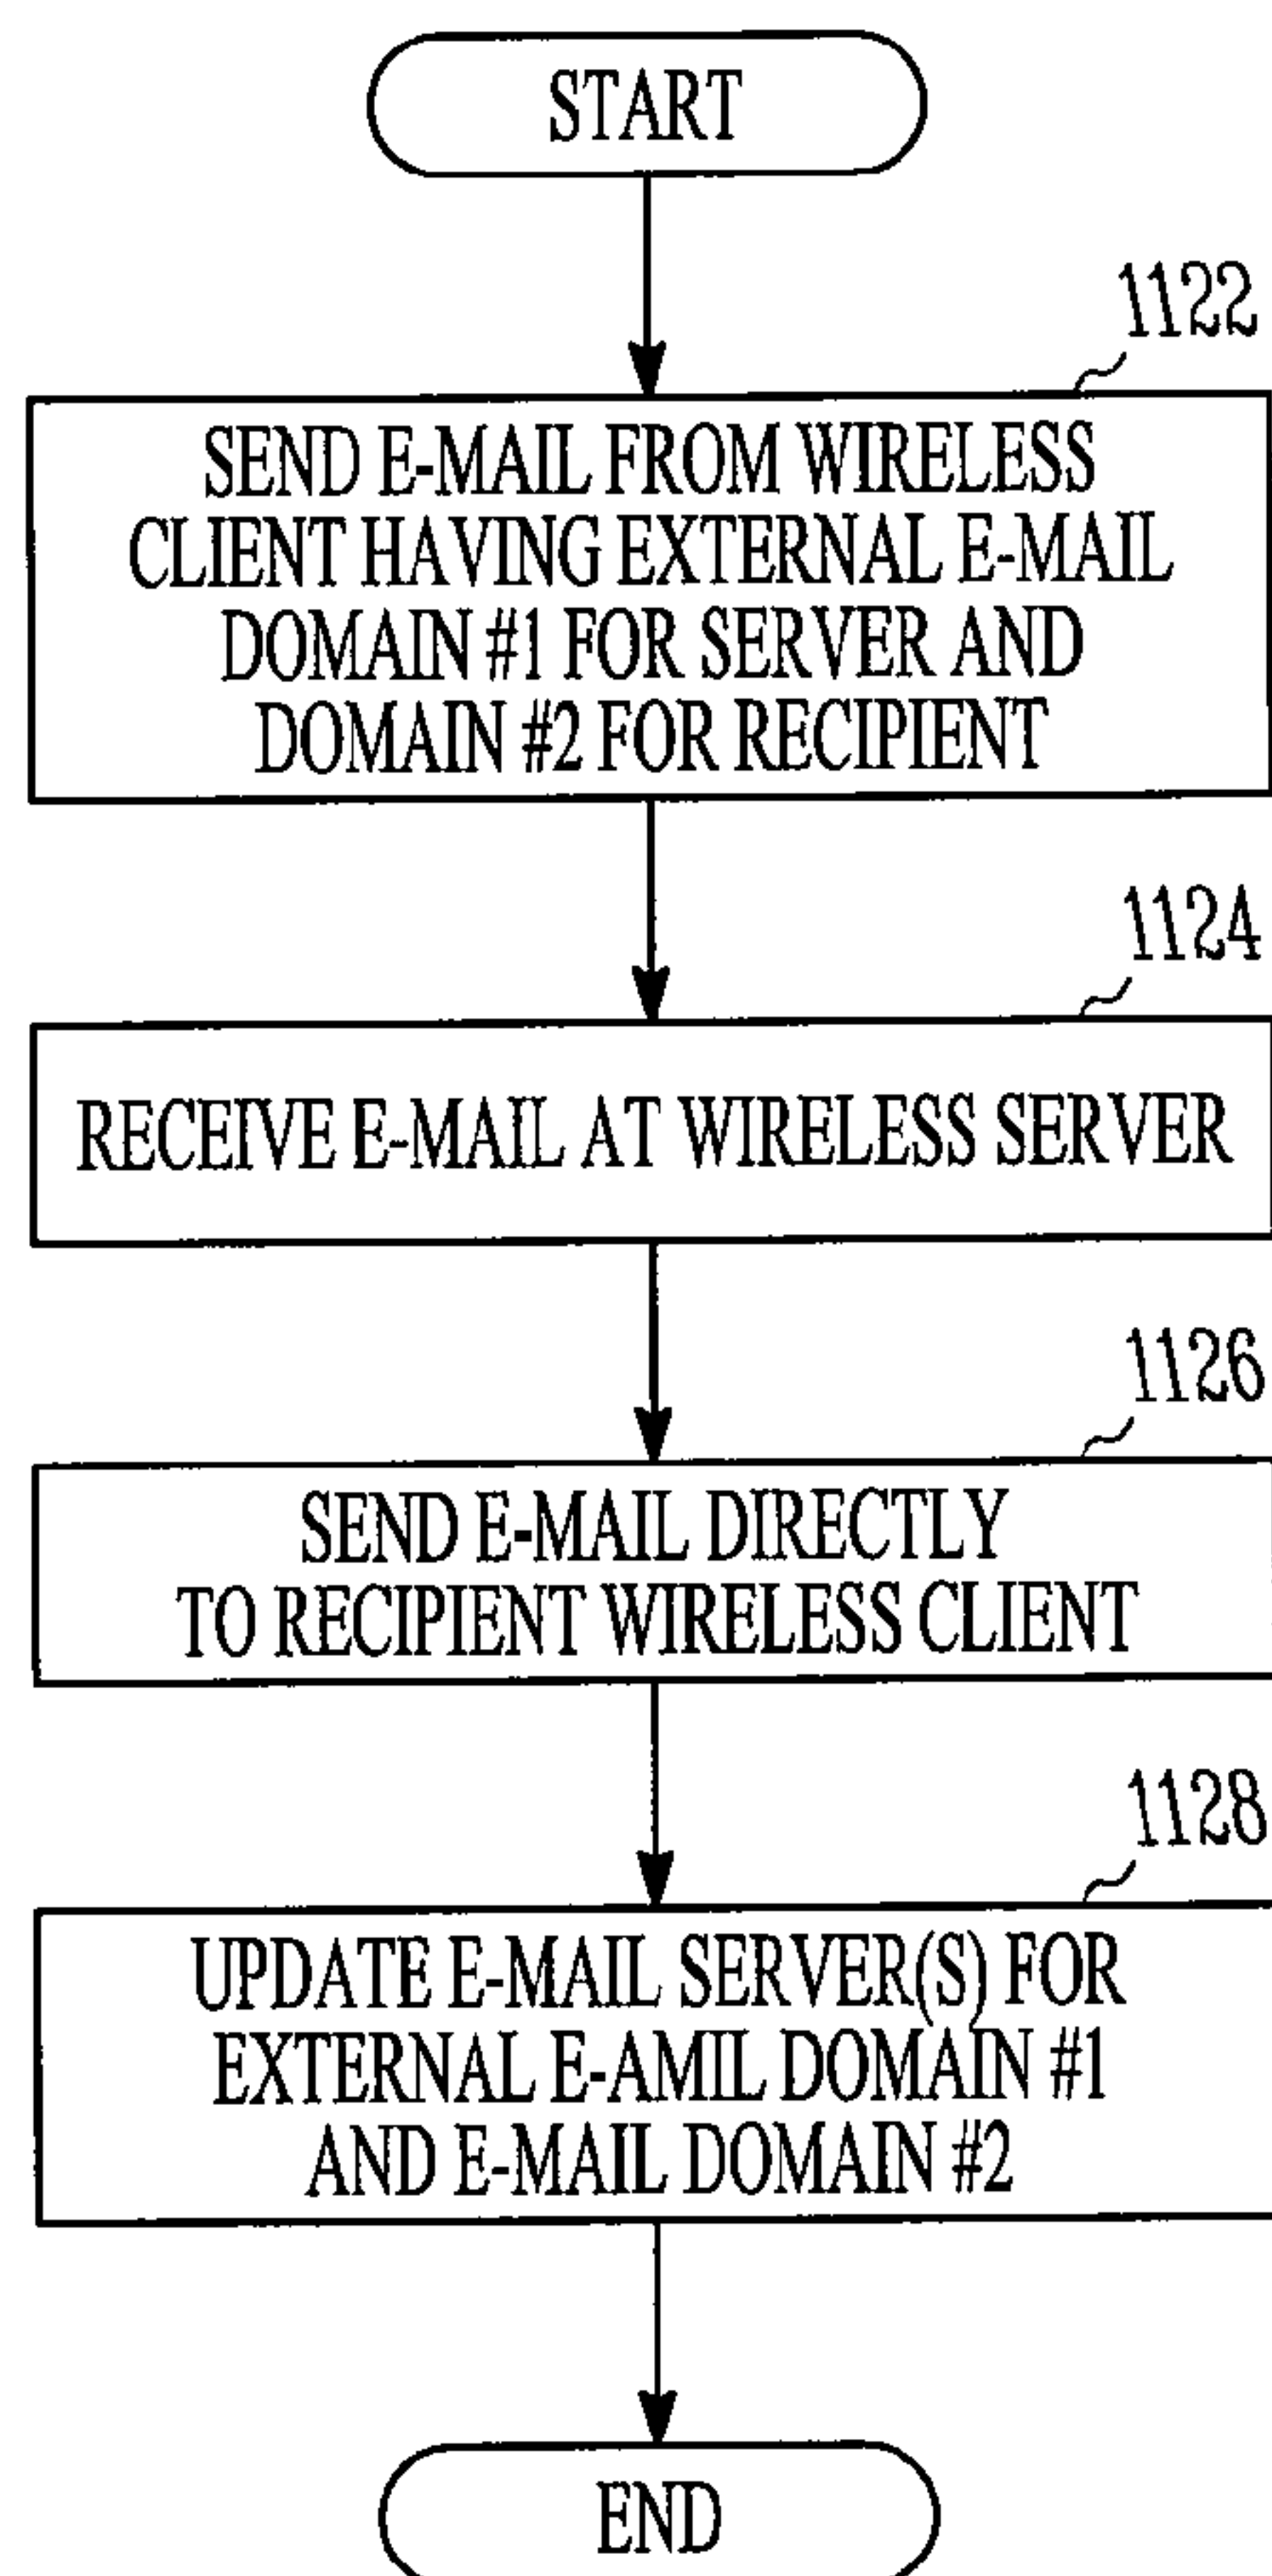 START
1122
SEND E-MAIL FROM WIRELESS
CLIENT HAVING EXTERNAL E-MAIL
DOMAIN #1 FOR SERVER AND
DOMAIN #2 FOR RECIPIENT
1124
RECEIVE E-MAIL AT WIRELESS SERVER
1126
SEND E-MAIL DIRECTLY
TO RECIPIENT WIRELESS CLIENT
1128
UPDATE E-MAIL SERVER(S) FOR
EXTERNAL E-AMIL DOMAIN #1
AND E-MAIL DOMAIN #2
END